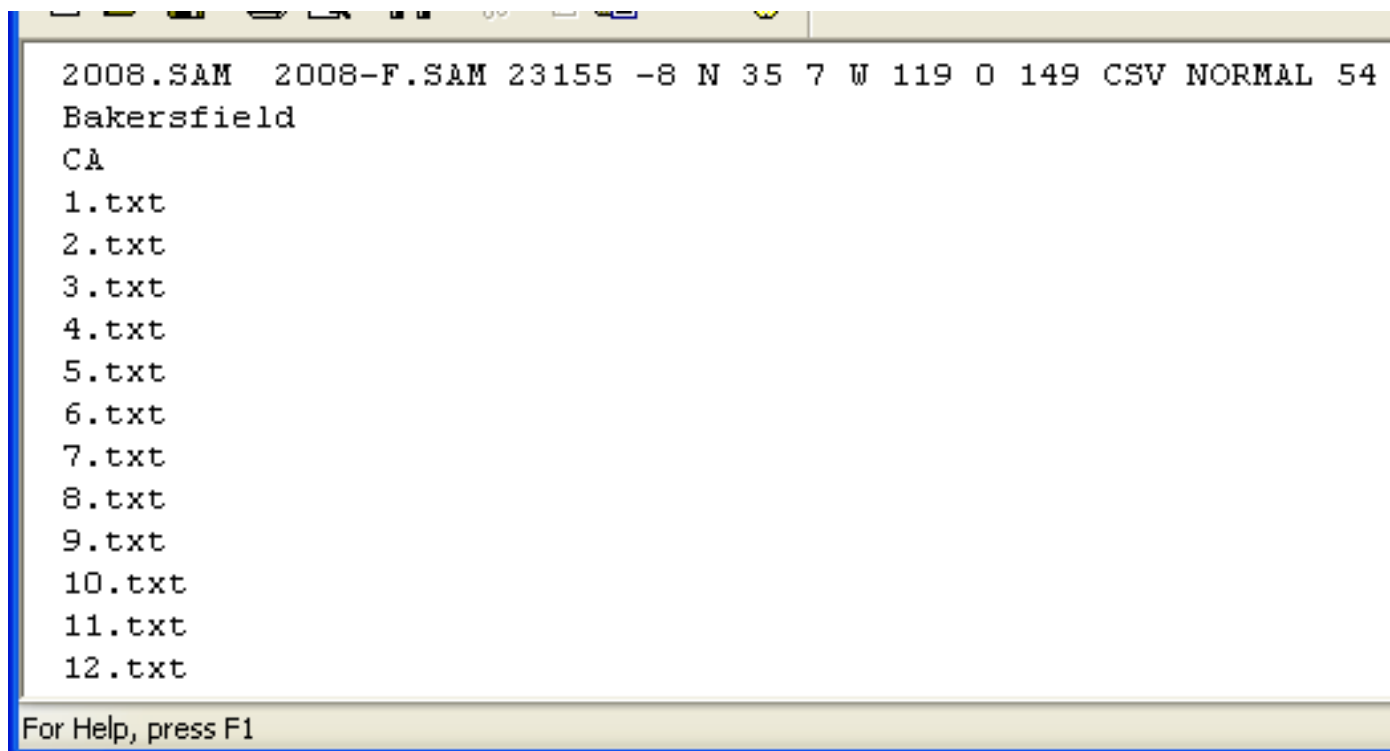 2008.SAM  2008-F.SAM 23155 -8 N 35 7 W 119 0 149 CSV NORMAL 54
Bakersfield
CA
1.txt
2.txt
3.txt
4.txt
5.txt
6.txt
7.txt
8.txt
9.txt
10.txt
11.txt
12.txt
For Help, press F1